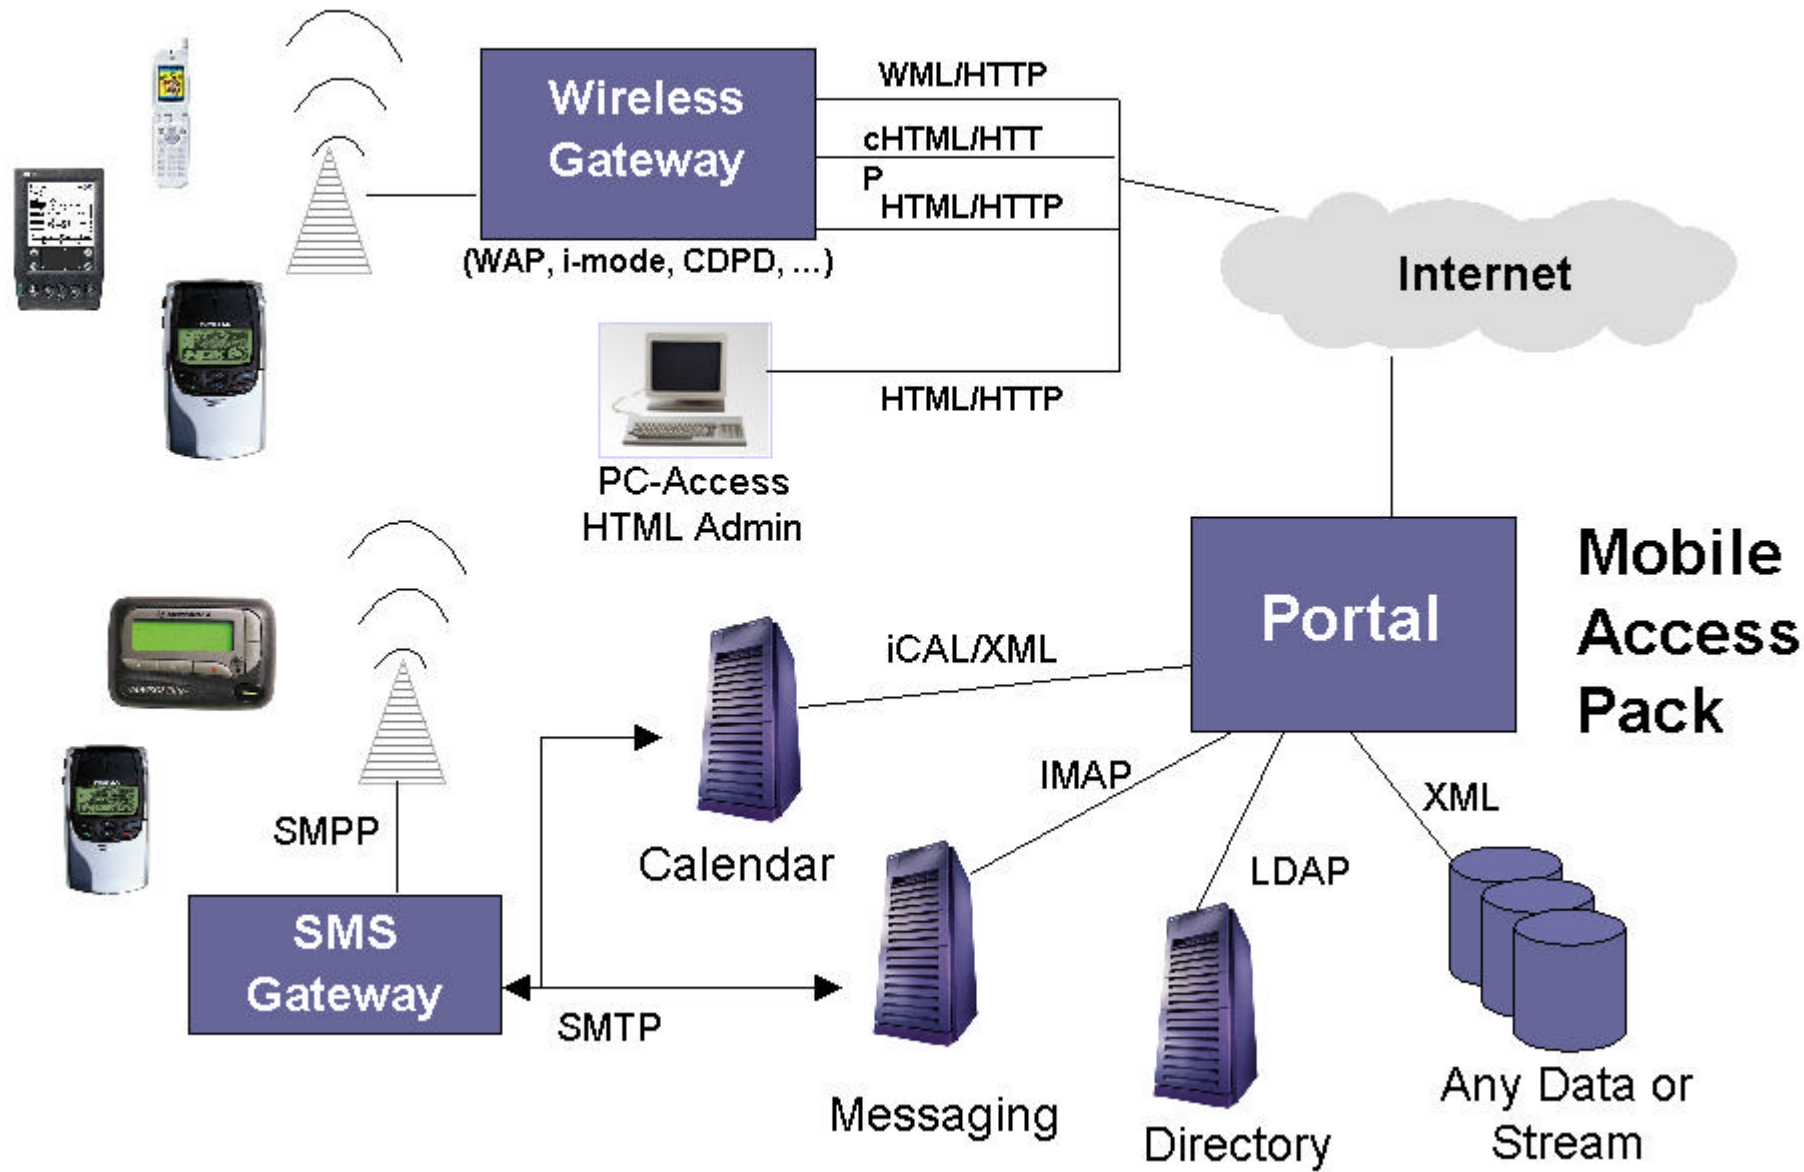 Wireless
Gateway
(WAP, i-mode, CDPD, ...)
WML/HTTP
cHTML/HTT
P
HTML/HTTP
Internet
HTML/HTTP
PC-Access
HTML Admin
Portal
Mobile
Access
Pack
iCAL/XML
IMAP
XML
LDAP
SMPP
Calendar
SMS
Gateway
SMTP
Messaging
Directory
Any Data or
Stream